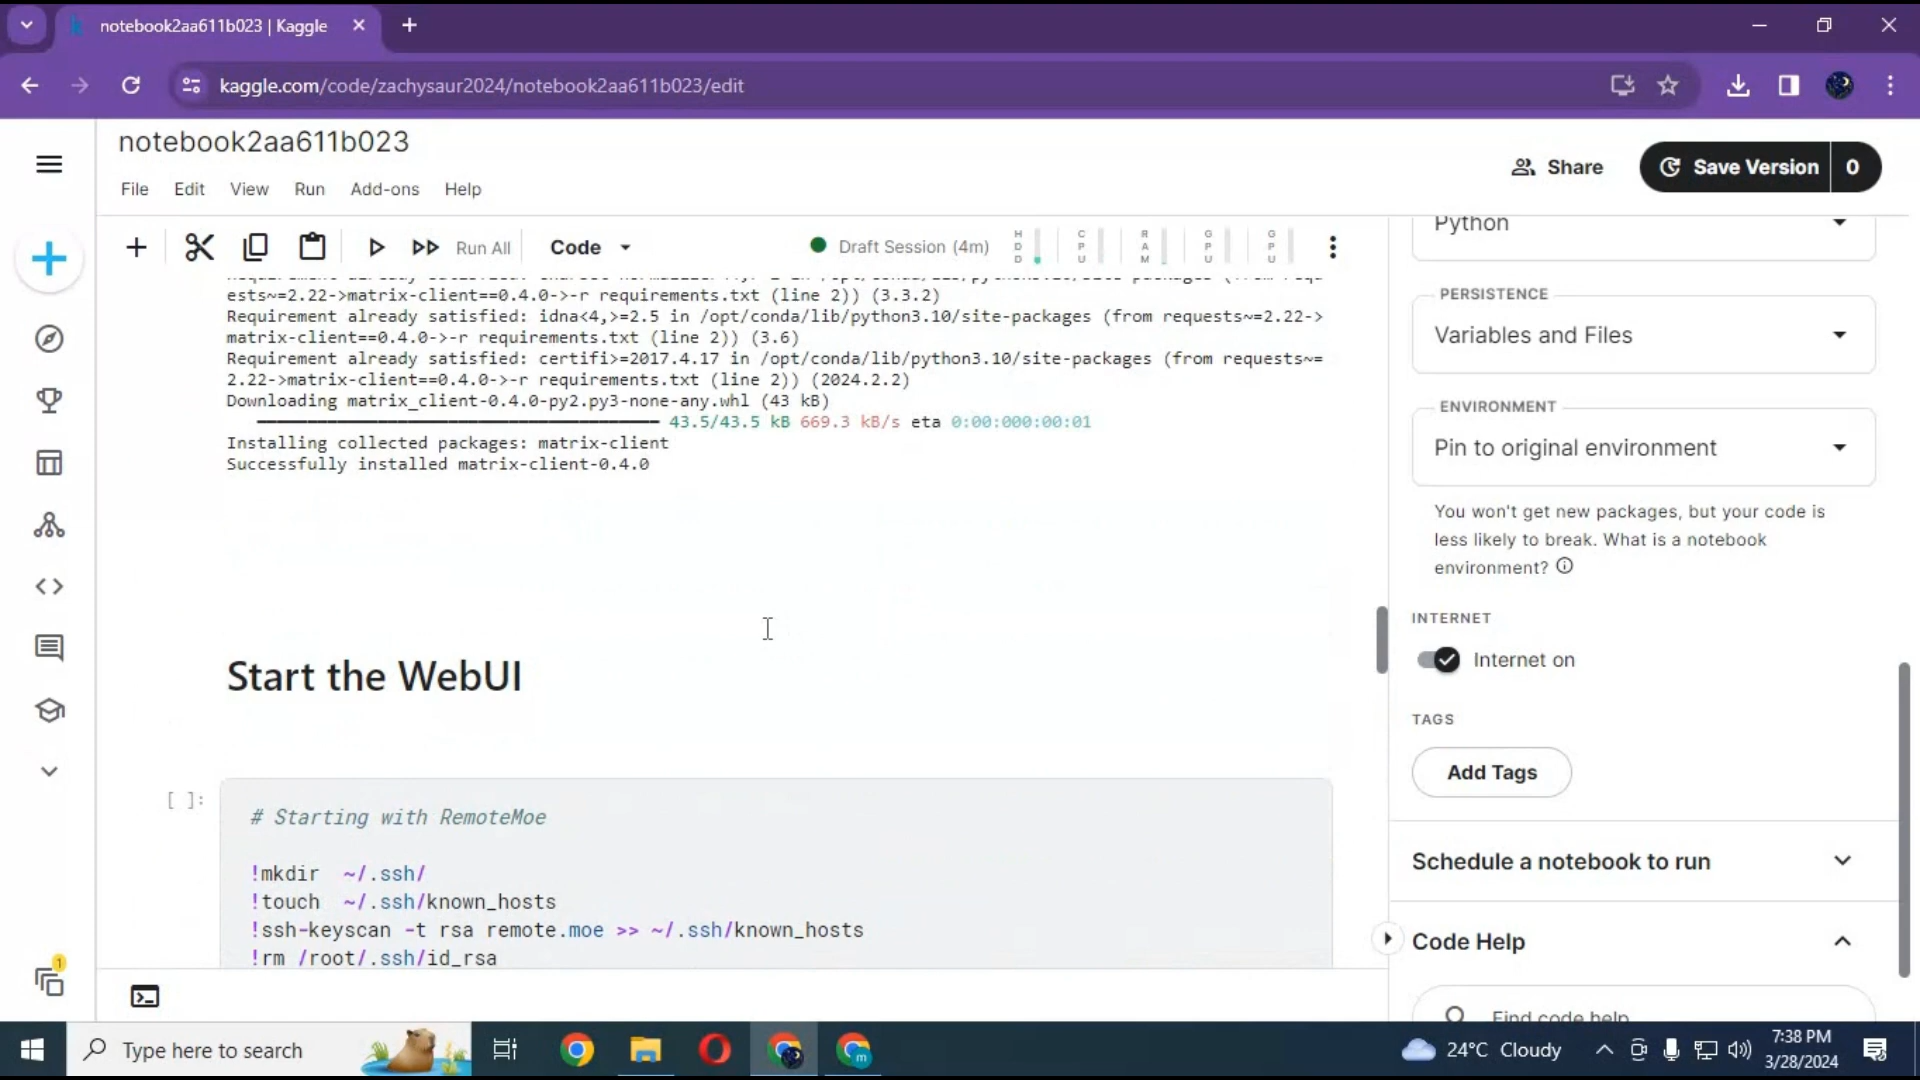 notebook2aa611b023 | Kaggle
kaggle.com/code/zachysaur2024/notebook2aa611b023/edit
notebook2aa611b023
File Edit View Run Add-ons Help
Share
Save Version 0
Run All
Code
Draft Session (4m)
HDD
CPU
RAM
GPU
GPU
ests~=2.22->matrix-client==0.4.0->-r requirements.txt (line 2)) (3.3.2)
Requirement already satisfied: idna<4,>=2.5 in /opt/conda/lib/python3.10/site-packages (from requests~=2.22->
matrix-client==0.4.0->-r requirements.txt (line 2)) (3.6)
Requirement already satisfied: certifi>=2017.4.17 in /opt/conda/lib/python3.10/site-packages (from requests~=
2.22->matrix-client==0.4.0->-r requirements.txt (line 2)) (2024.2.2)
Downloading matrix_client-0.4.0-py2.py3-none-any.whl (43 kB)
43.5/43.5 kB 669.3 kB/s eta 0:00:000:00:01
Installing collected packages: matrix-client
Successfully installed matrix-client-0.4.0
Start the WebUI
[ ]:
# Starting with RemoteMoe
!mkdir ~/.ssh/
!touch ~/.ssh/known_hosts
!ssh-keyscan -t rsa remote.moe >> ~/.ssh/known_hosts
!rm /root/.ssh/id_rsa
Python
PERSISTENCE
Variables and Files
ENVIRONMENT
Pin to original environment
You won't get new packages, but your code is
less likely to break. What is a notebook
environment?
INTERNET
Internet on
TAGS
Add Tags
Schedule a notebook to run
Code Help
Find code help
1
Type here to search
24°C Cloudy
7:38 PM
3/28/2024